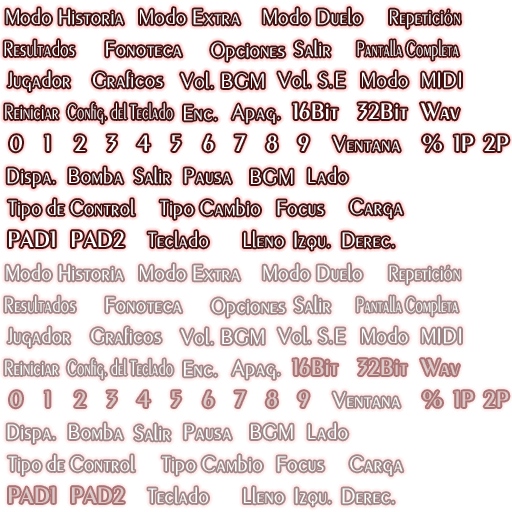 Modo Historia Modo Extra Modo Duelo Repetición
Resultados Fonoteca Opciones Salir Pantalla Completa
Jugador Graficos Vol. BGM Vol. S.E Modo MIDI
Reiniciar Config. del Teclado Enc. Apag. 16Bit 32Bit Wav
0 1 2 3 4 5 6 7 8 9 Ventana % 1P 2P
Dispa. Bomba Salir Pausa BGM Lado
Tipo de Control Tipo Cambio Focus Carga
PAD1 PAD2 Teclado Lleno Izqu. Derec.
Modo Historia Modo Extra Modo Duelo Repetición
Resultados Fonoteca Opciones Salir Pantalla Completa
Jugador Graficos Vol. BGM Vol. S.E Modo MIDI
Reiniciar Config. del Teclado Enc. Apag. 16Bit 32Bit Wav
0 1 2 3 4 5 6 7 8 9 Ventana % 1P 2P
Dispa. Bomba Salir Pausa BGM Lado
Tipo de Control Tipo Cambio Focus Carga
PAD1 PAD2 Teclado Lleno Izqu. Derec.